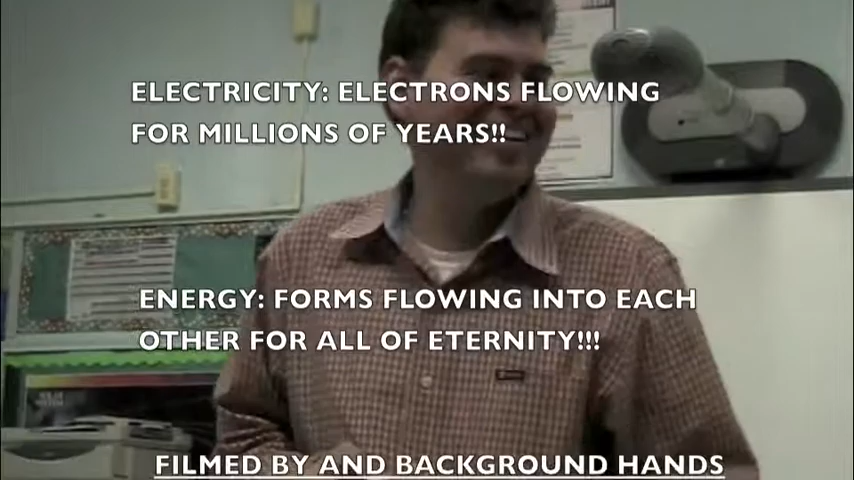 ELECTRICITY: ELECTRONS FLOWING
FOR MILLIONS OF YEARS!!
ENERGY: FORMS FLOWING INTO EACH
OTHER FOR ALL OF ETERNITY!!!
FILMED BY AND BACKGROUND HANDS